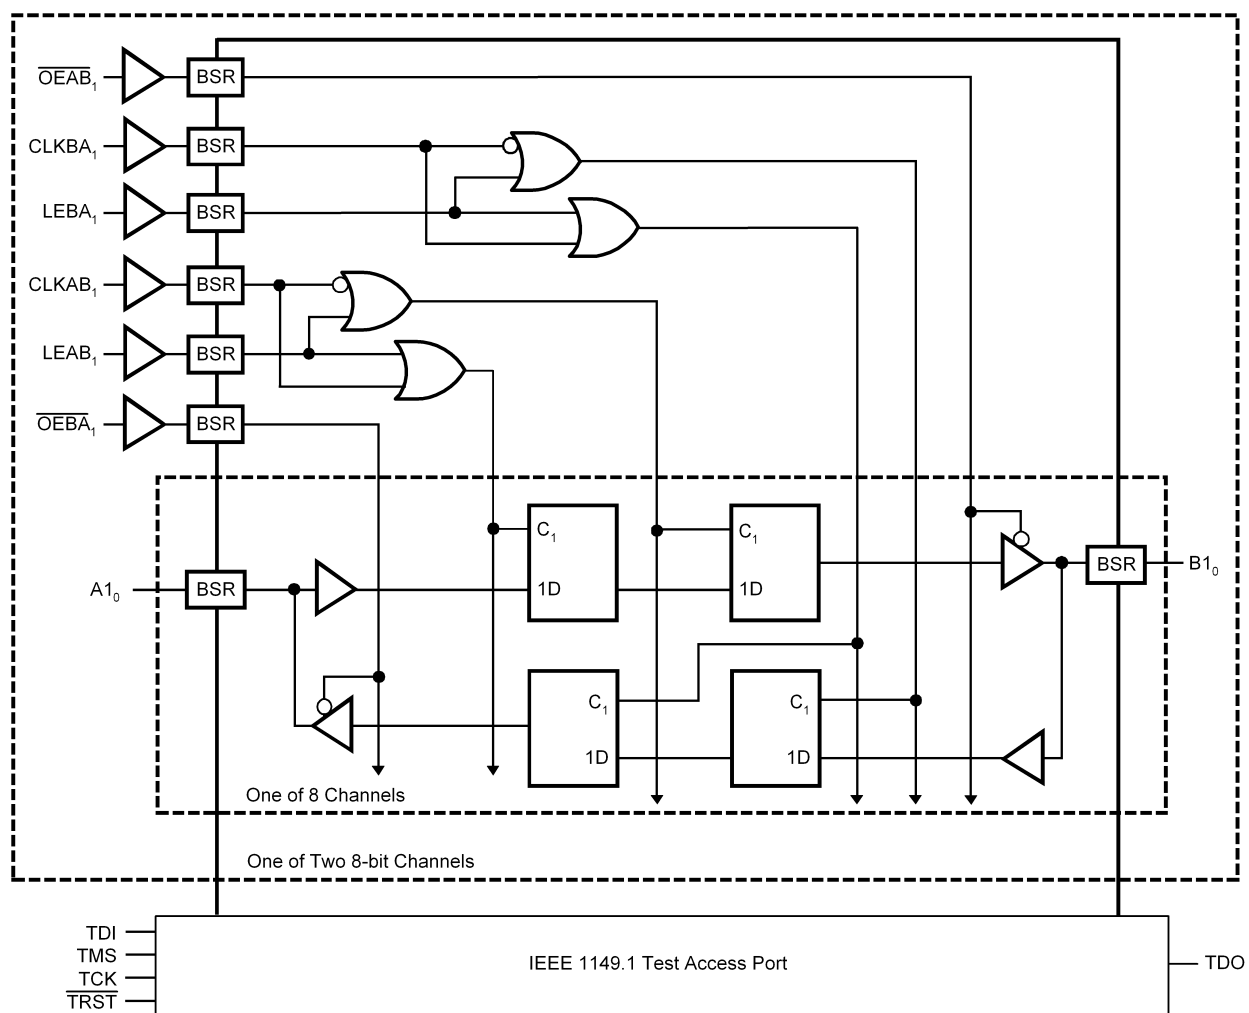 OEAB1 BSR
CLKBA1 BSR
LEBA1 BSR
CLKAB1 BSR
LEAB1 BSR
OEBA1 BSR
C1 C1
A10 BSR 1D 1D BSR B10
C1 C1
1D 1D
One of 8 Channels
One of Two 8-bit Channels
TDI
TMS
TCK
TRST
IEEE 1149.1 Test Access Port
TDO